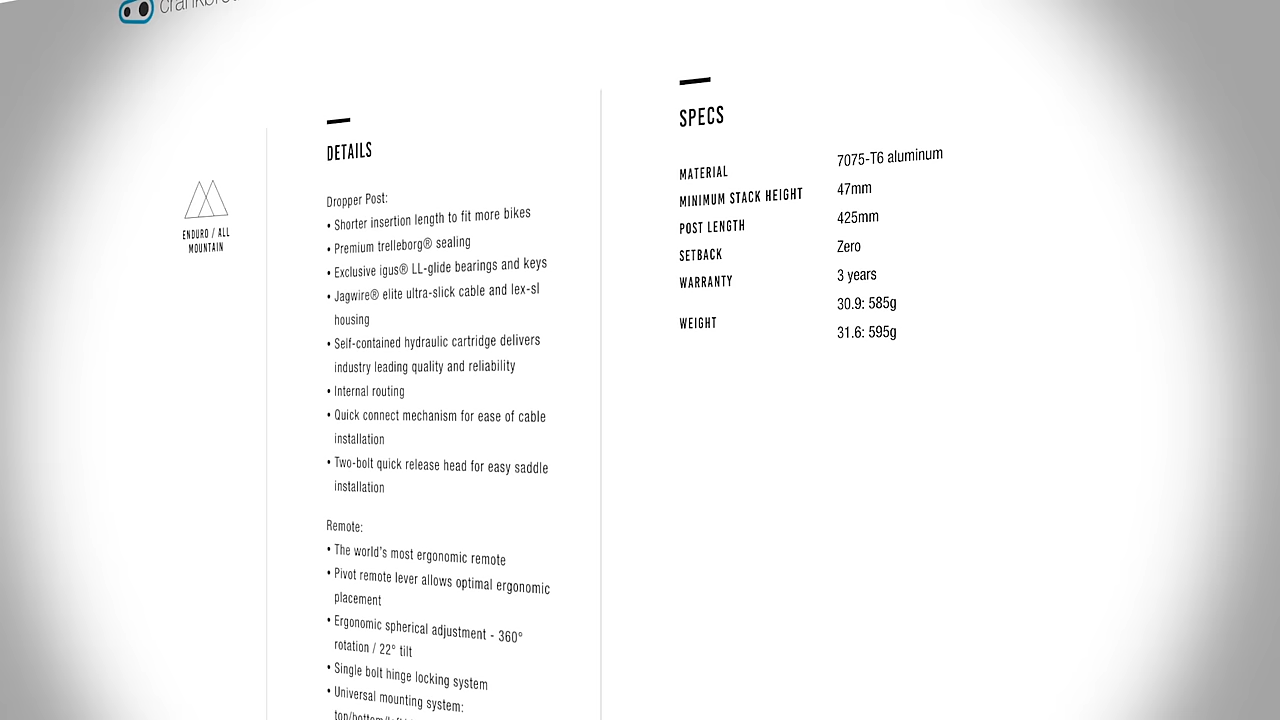 ENDURO / ALL
MOUNTAIN
DETAILS
Dropper Post:
• Shorter insertion length to fit more bikes
• Premium trelleborg® sealing
• Exclusive igus® LL-glide bearings and keys
• Jagwire® elite ultra-slick cable and lex-sl
housing
• Self-contained hydraulic cartridge delivers
industry leading quality and reliability
• Internal routing
• Quick connect mechanism for ease of cable
installation
• Two-bolt quick release head for easy saddle
installation
Remote:
• The world's most ergonomic remote
• Pivot remote lever allows optimal ergonomic
placement
• Ergonomic spherical adjustment - 360°
rotation / 22° tilt
• Single bolt hinge locking system
• Universal mounting system:
SPECS
MATERIAL 7075-T6 aluminum
MINIMUM STACK HEIGHT 47mm
POST LENGTH 425mm
SETBACK Zero
WARRANTY 3 years
WEIGHT 30.9: 585g
31.6: 595g